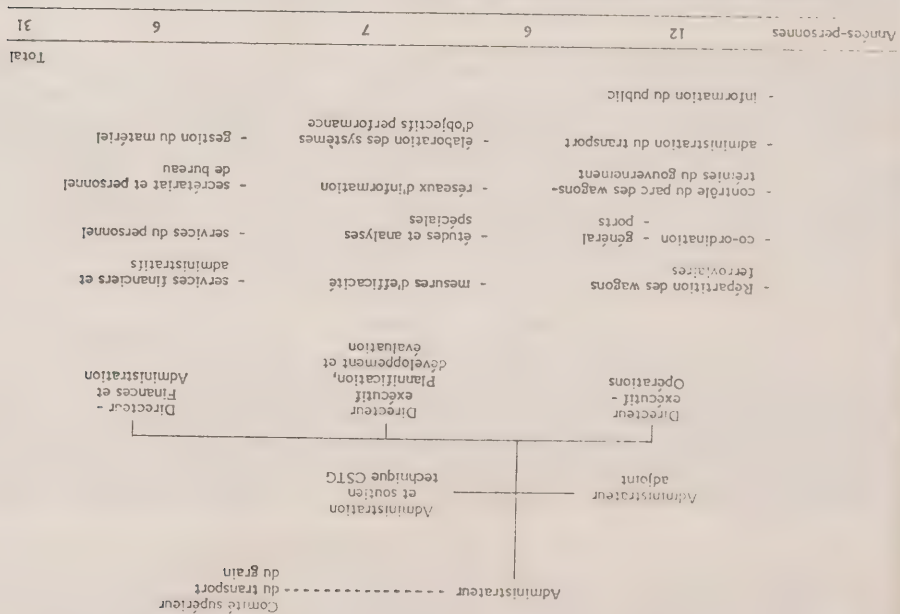 Comité supérieur
Administrateur - - - - - - - - - - - - - - du transport
du grain
Administration
Administrateur et soutien
adjoint technique CSTG
Directeur
exécutif -
Opérations
Directeur
exécutif
Plannification,
développement et
évaluation
Directeur -
Finances et
Administration
- Répartition des wagons
ferroviaires
- co-ordination - général
- ports
- contrôle du parc des wagons-
trémies du gouvernement
- administration du transport
- information du public
- mesures d'efficacité
- études et analyses
spéciales
- réseaux d'information
- élaboration des systèmes
d'objectifs performance
- services financiers et
administratifs
- services du personnel
- secrétariat et personnel
de bureau
- gestion du matériel
Total
Années-personnes 12 6 7 6 31